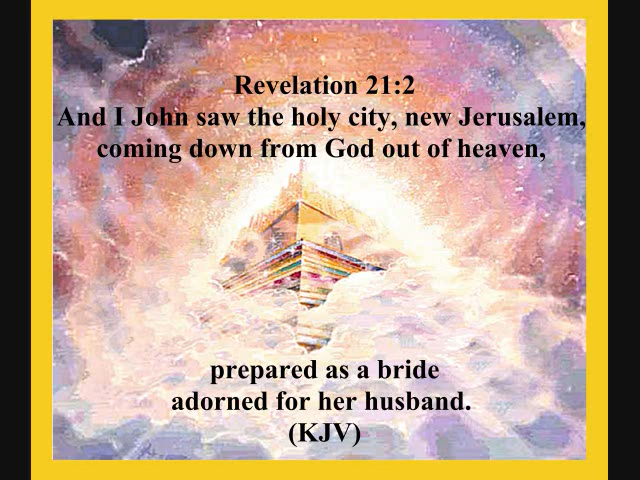 Revelation 21:2
And I John saw the holy city, new Jerusalem,
coming down from God out of heaven,
prepared as a bride
adorned for her husband.
(KJV)